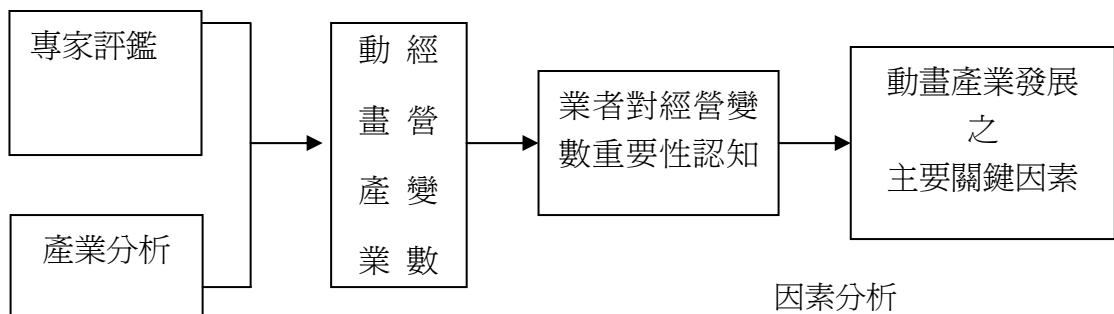 專家評鑑
產業分析
動 經
畫 營
產 變
業 數
業者對經營變
數重要性認知
動畫產業發展
之
主要關鍵因素
因素分析